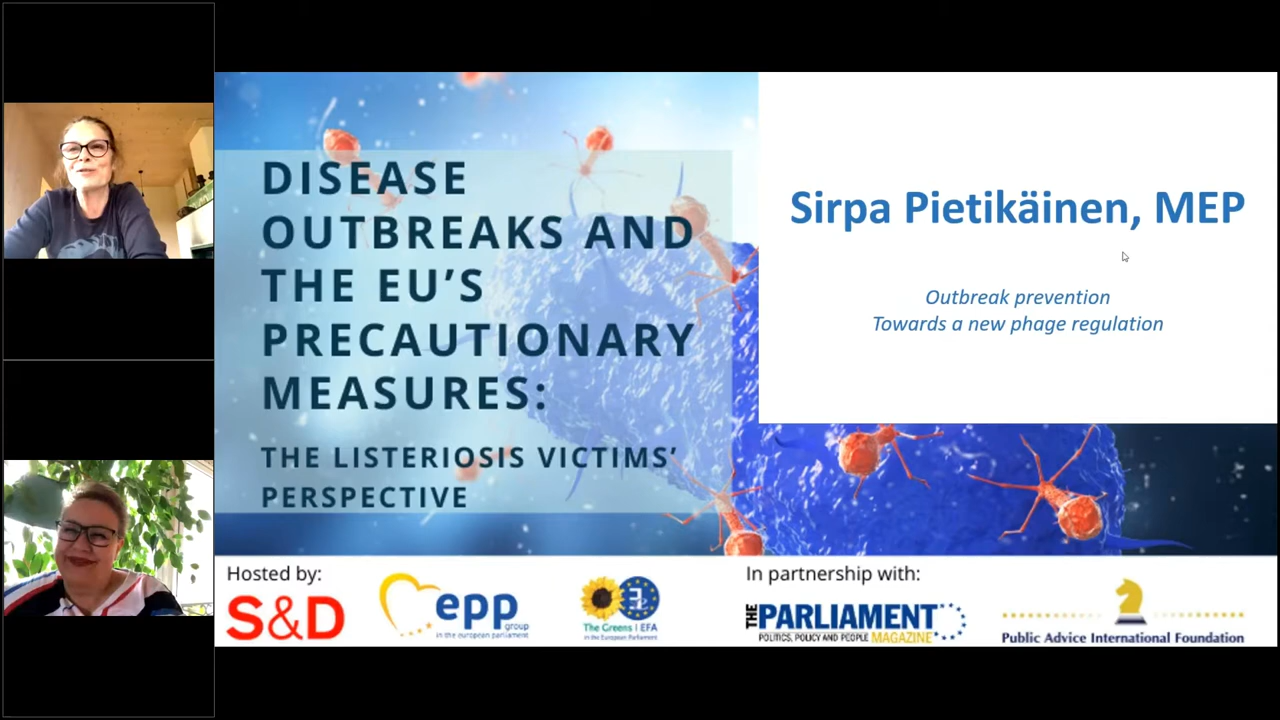 DISEASE
OUTBREAKS AND
THE EU'S
PRECAUTIONARY
MEASURES:
THE LISTERIOSIS VICTIMS'
PERSPECTIVE
Sirpa Pietikäinen, MEP
Outbreak prevention
Towards a new phage regulation
Hosted by:
S&D
epp
group
in the european parliament
The Greens | EFA
in the European Parliament
In partnership with:
THE PARLIAMENT
POLITICS, POLICY AND PEOPLE MAGAZINE
Public Advice International Foundation